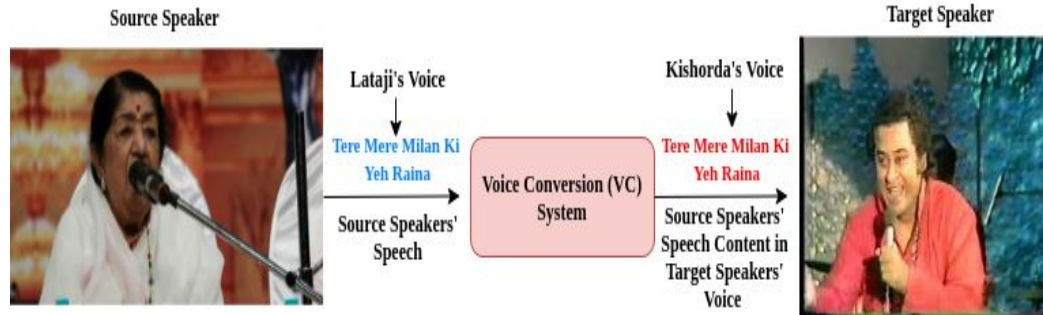 Source Speaker
Target Speaker
Lataji's Voice
Tere Mere Milan Ki
Yeh Raina
Source Speakers'
Speech
Voice Conversion (VC)
System
Kishorda's Voice
Tere Mere Milan Ki
Yeh Raina
Source Speakers'
Speech Content in
Target Speakers'
Voice